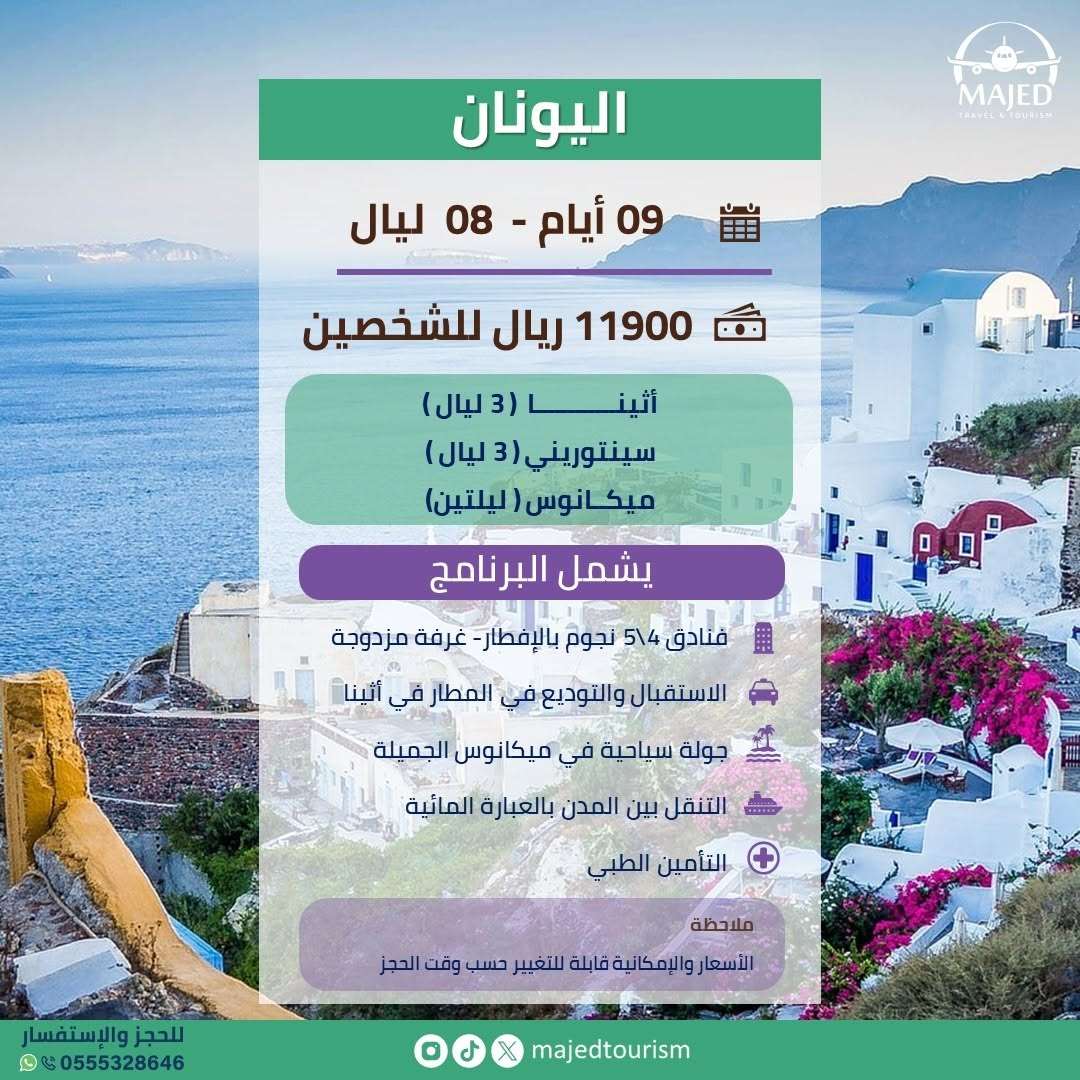 MAJED
TRAVEL & TOURISM
اليونان
09 أيام - 08 ليال
11900 ريال للشخصين
أثينـــــــــــا (3 ليال)
سينتوريني (3 ليال)
ميكــانوس (ليلتين)
يشمل البرنامج
فنادق 4\5 نجوم بالإفطار- غرفة مزدوجة
الاستقبال والتوديع في المطار في أثينا
جولة سياحية في ميكانوس الجميلة
التنقل بين المدن بالعبارة المائية
التأمين الطبي
ملاحظة
الأسعار والإمكانية قابلة للتغيير حسب وقت الحجز
للحجز والإستفسار
0555328646
majedtourism